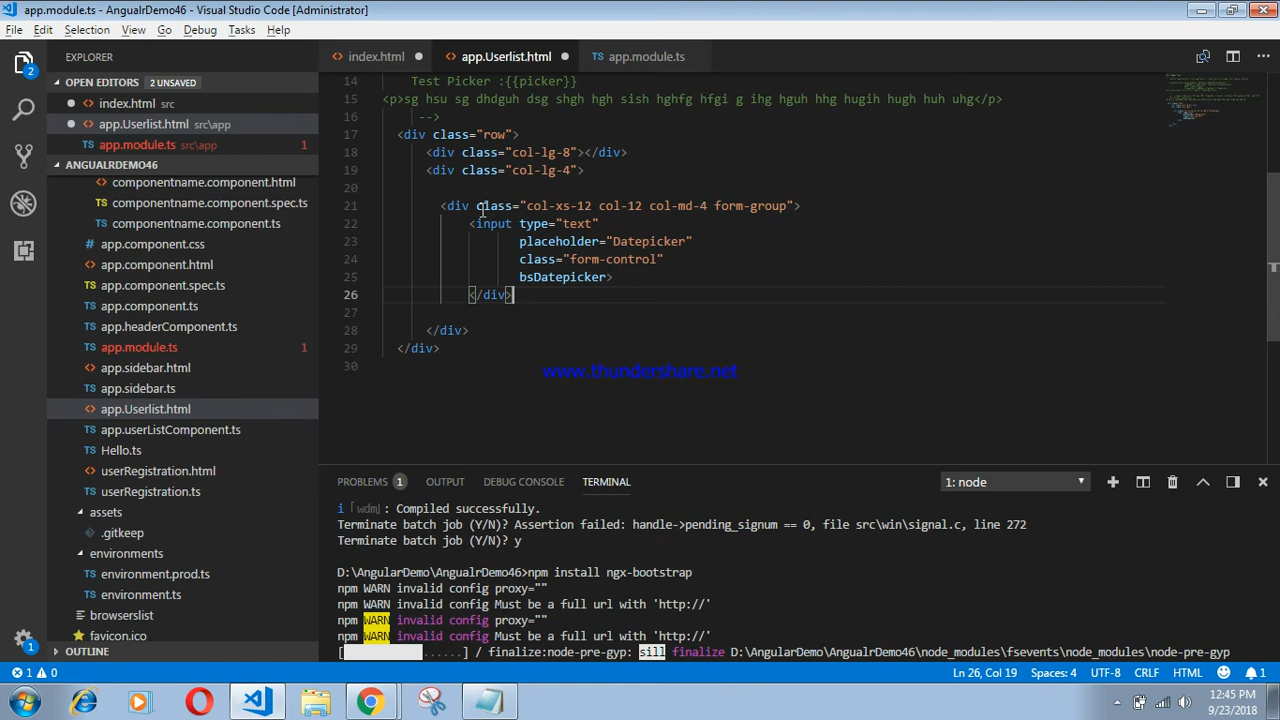 app.module.ts - AngualrDemo46 - Visual Studio Code [Administrator]
File Edit Selection View Go Debug Tasks Help
EXPLORER
OPEN EDITORS 2 UNSAVED
index.html src
app.Userlist.html src\app
app.module.ts src\app 1
ANGUALRDEMO46
componentname.component.html
componentname.component.spec.ts
componentname.component.ts
app.component.css
app.component.html
app.component.spec.ts
app.component.ts
app.headerComponent.ts
app.module.ts 1
app.sidebar.html
app.sidebar.ts
app.Userlist.html
app.userListComponent.ts
Hello.ts
userRegistration.html
userRegistration.ts
assets
.gitkeep
environments
environment.prod.ts
environment.ts
browserslist
favicon.ico
OUTLINE
2
1
index.html app.Userlist.html app.module.ts
14 Test Picker :{{picker}}
15 <p>sg hsu sg dhdguh dsg shgh hgh sish hghfg hfgi g ihg hguh hhg hugih hugh huh uhg</p>
16 -->
17 <div class="row">
18 <div class="col-lg-8"></div>
19 <div class="col-lg-4">
20
21 <div class="col-xs-12 col-12 col-md-4 form-group">
22 <input type="text"
23 placeholder="Datepicker"
24 class="form-control"
25 bsDatepicker>
26 </div>
27
28 </div>
29 </div>
30
www.thundershare.net
PROBLEMS 1 OUTPUT DEBUG CONSOLE TERMINAL 1: node
i 「wdm」: Compiled successfully.
Terminate batch job (Y/N)? Assertion failed: handle->pending_signum == 0, file src\win\signal.c, line 272
Terminate batch job (Y/N)? y
D:\AngularDemo\AngualrDemo46>npm install ngx-bootstrap
npm WARN invalid config proxy=""
npm WARN invalid config Must be a full url with 'http://'
npm WARN invalid config proxy=""
npm WARN invalid config Must be a full url with 'http://'
[ ......] / finalize:node-pre-gyp: sill finalize D:\AngularDemo\AngualrDemo46\node_modules\fsevents\node_modules\node-pre-gyp
1 0 Ln 26, Col 19 Spaces: 4 UTF-8 CRLF HTML 1
12:45 PM
9/23/2018